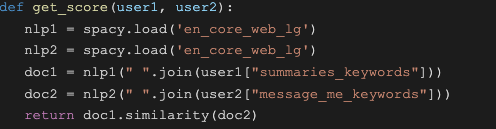 def get_score(user1, user2):
    nlp1 = spacy.load('en_core_web_lg')
    nlp2 = spacy.load('en_core_web_lg')
    doc1 = nlp1(" ".join(user1["summaries_keywords"]))
    doc2 = nlp2(" ".join(user2["message_me_keywords"]))
    return doc1.similarity(doc2)